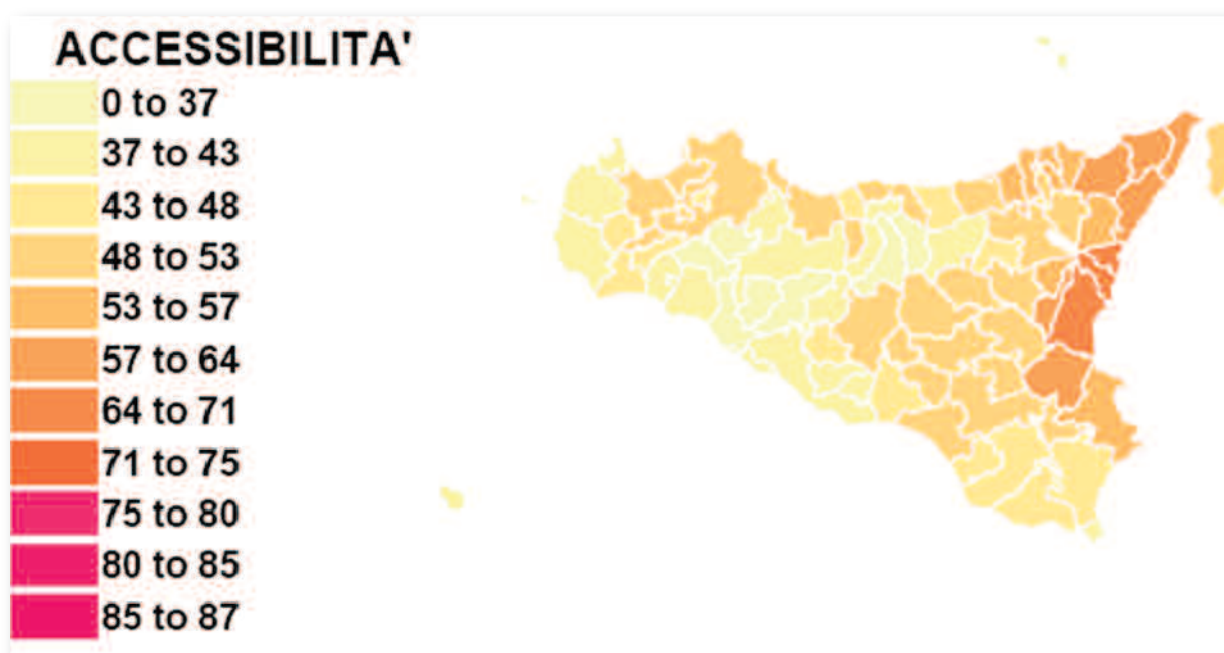 ACCESSIBILITA'
0 to 37
37 to 43
43 to 48
48 to 53
53 to 57
57 to 64
64 to 71
71 to 75
75 to 80
80 to 85
85 to 87